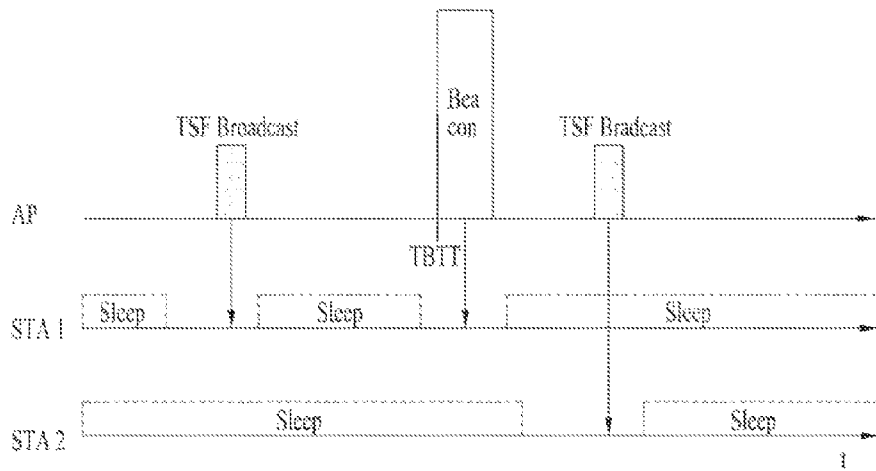 Bea
con
TSF Broadcast
TSF Bradcast
AP
TBTT
Sleep
Sleep
Sleep
STA 1
Sleep
Sleep
STA 2